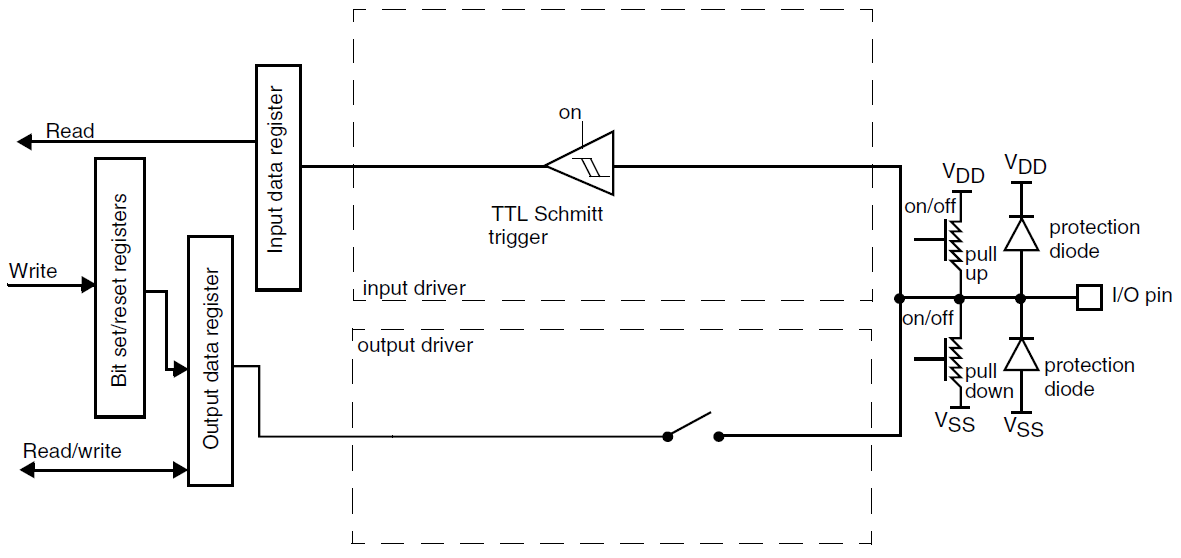 on
Read
Input data register
TTL Schmitt
trigger
input driver
Write
Bit set/reset registers
Output data register
Read/write
output driver
VDD
on/off
pull
up
VDD
protection
diode
I/O pin
on/off
pull
down
VSS
protection
diode
VSS